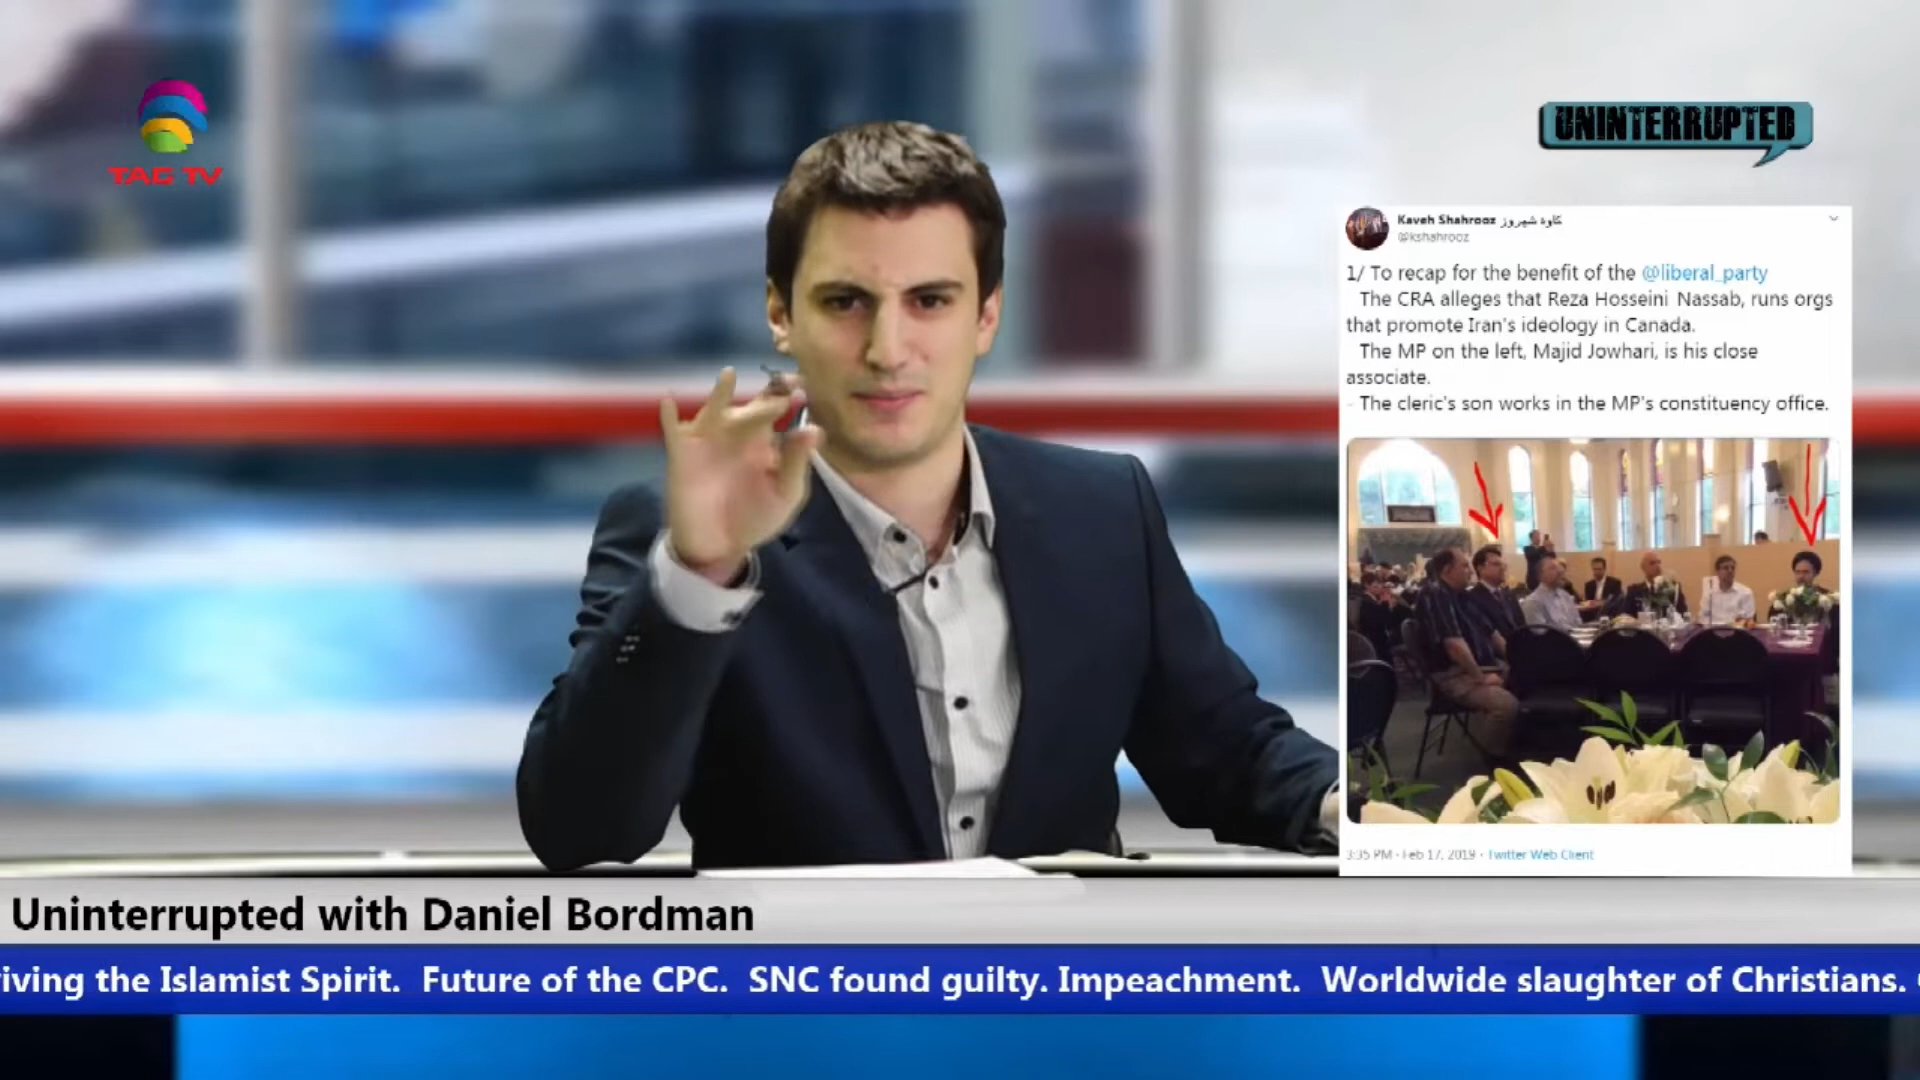 TAG TV
UNINTERRUPTED
Kaveh Shahrooz کاوه شهروز
@kshahrooz
1/ To recap for the benefit of the @liberal_party
The CRA alleges that Reza Hosseini Nassab, runs orgs
that promote Iran's ideology in Canada.
The MP on the left, Majid Jowhari, is his close
associate.
- The cleric's son works in the MP's constituency office.
3:35 PM · Feb 17, 2019 · Twitter Web Client
Uninterrupted with Daniel Bordman
iving the Islamist Spirit. Future of the CPC. SNC found guilty. Impeachment. Worldwide slaughter of Christians.